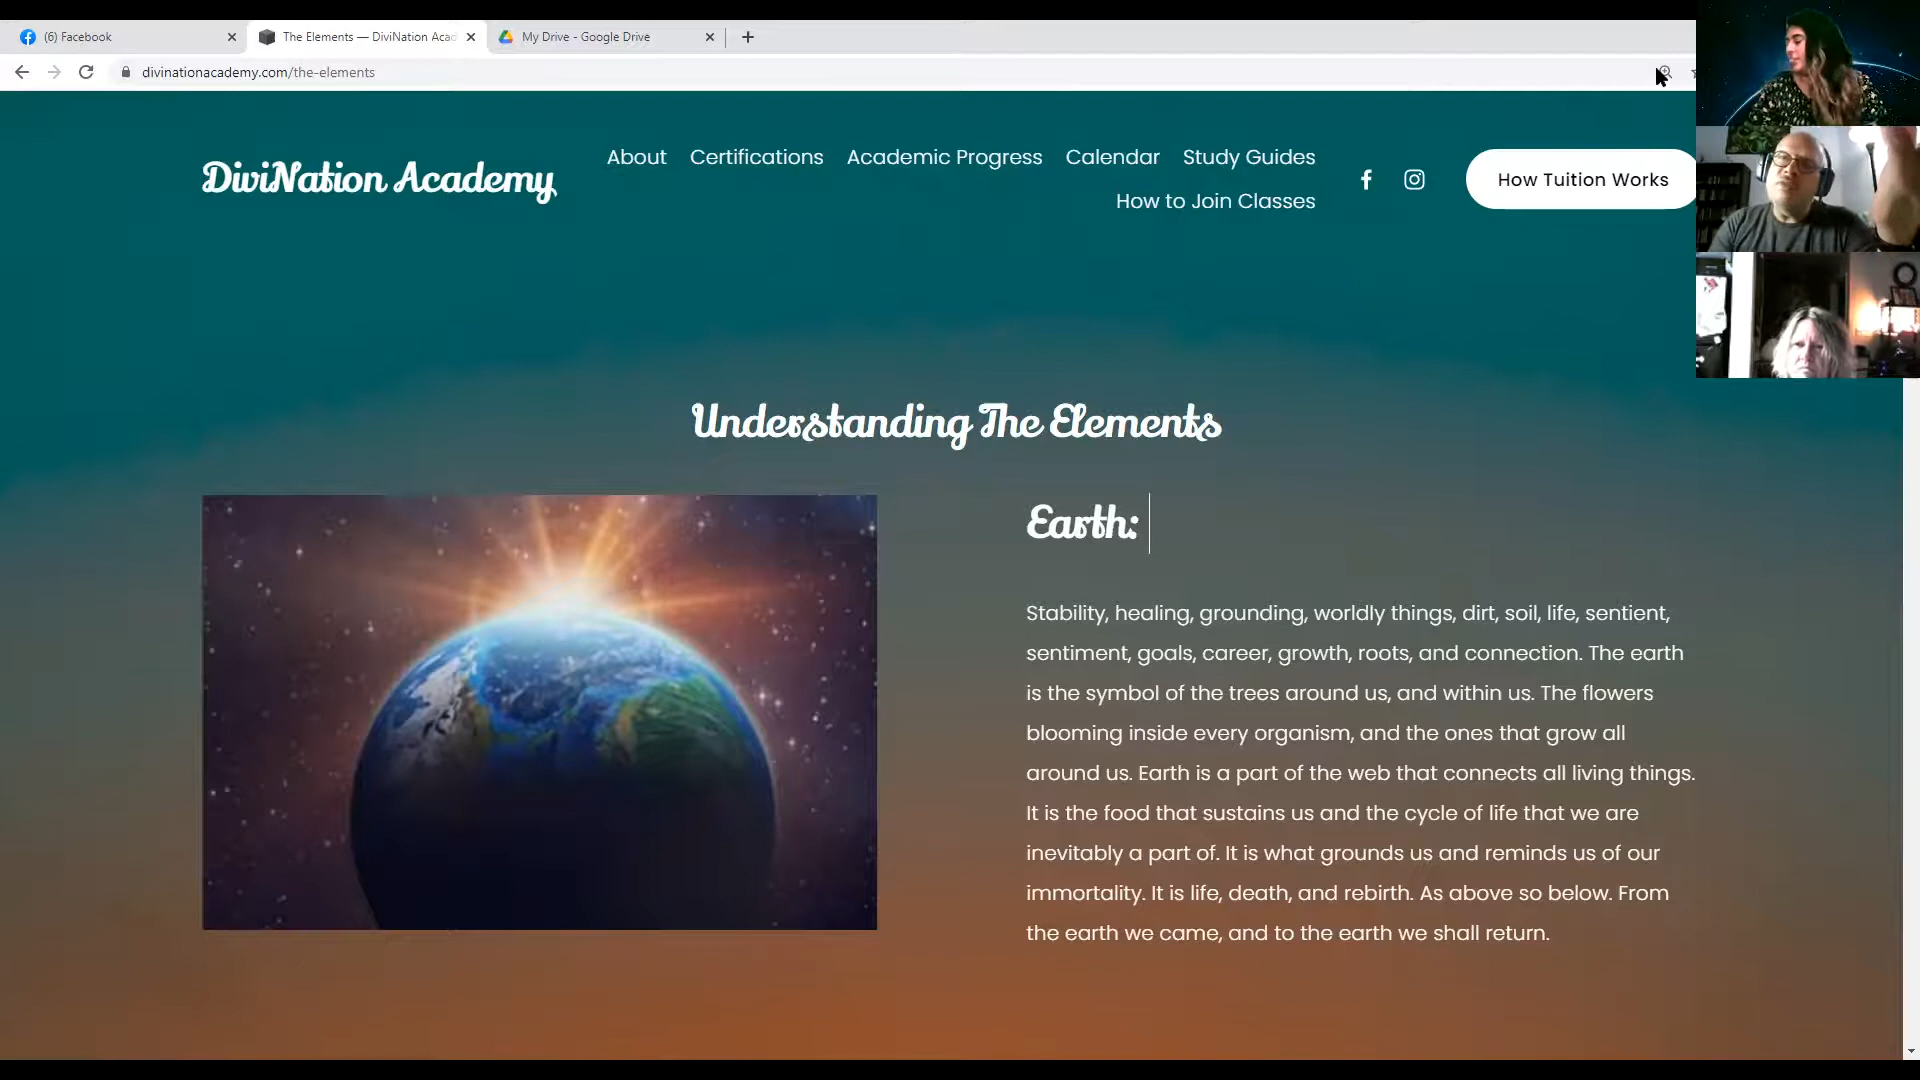 (6) Facebook
The Elements — DiviNation Acad
My Drive - Google Drive
divinationacademy.com/the-elements
DiviNation Academy
About
Certifications
Academic Progress
Calendar
Study Guides
How to Join Classes
How Tuition Works
Understanding The Elements
Earth:
Stability, healing, grounding, worldly things, dirt, soil, life, sentient,
sentiment, goals, career, growth, roots, and connection. The earth
is the symbol of the trees around us, and within us. The flowers
blooming inside every organism, and the ones that grow all
around us. Earth is a part of the web that connects all living things.
It is the food that sustains us and the cycle of life that we are
inevitably a part of. It is what grounds us and reminds us of our
immortality. It is life, death, and rebirth. As above so below. From
the earth we came, and to the earth we shall return.